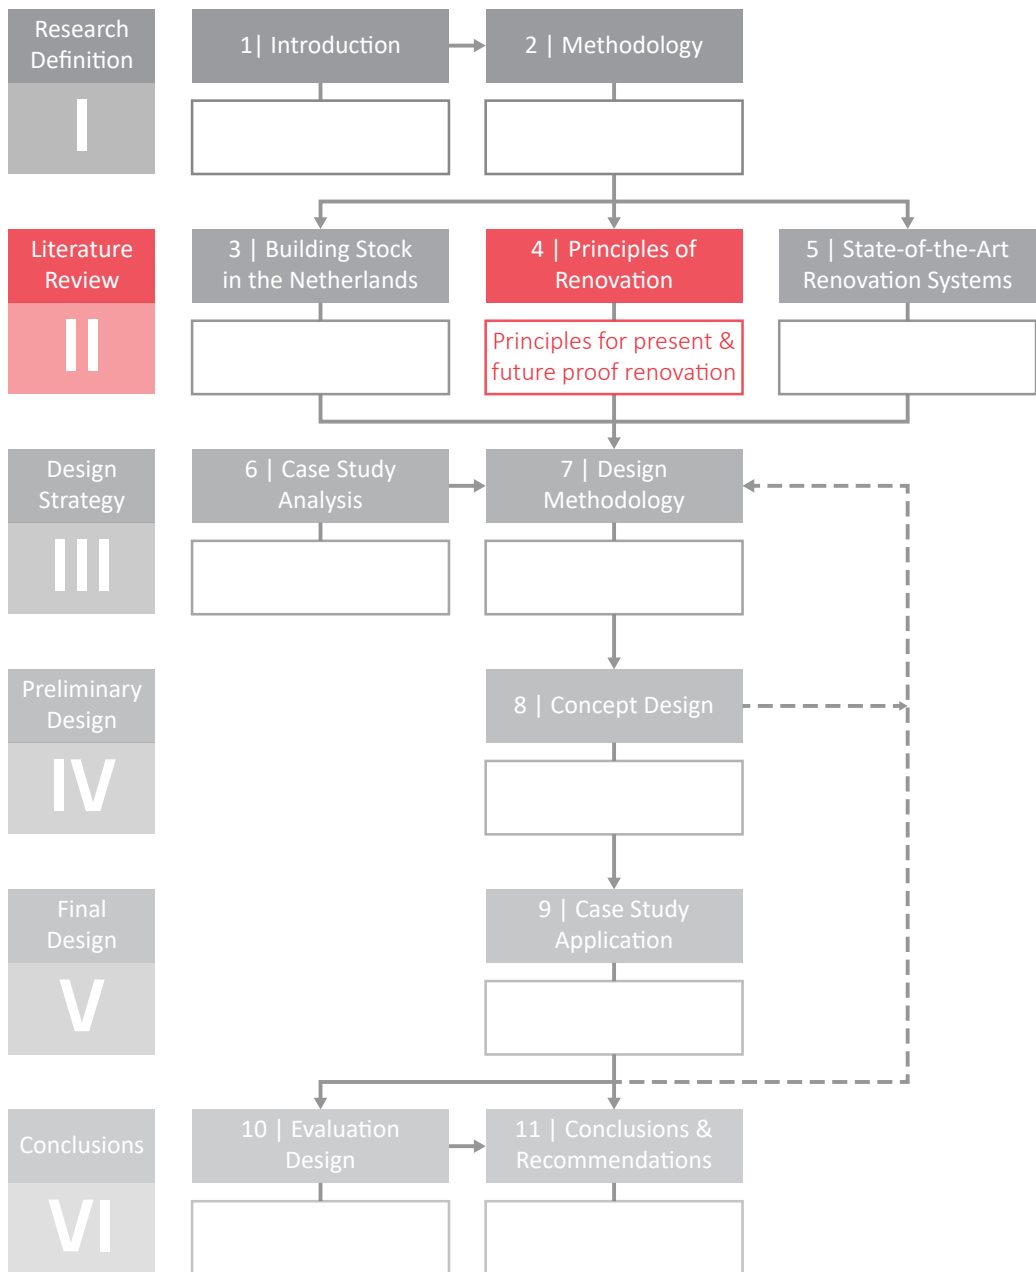 Research
Definition
I
1| Introduction
2 | Methodology
Literature
Review
II
3 | Building Stock
in the Netherlands
4 | Principles of
Renovation
Principles for present &
future proof renovation
5 | State-of-the-Art
Renovation Systems
Design
Strategy
III
6 | Case Study
Analysis
7 | Design
Methodology
Preliminary
Design
IV
8 | Concept Design
Final
Design
V
9 | Case Study
Application
Conclusions
VI
10 | Evaluation
Design
11 | Conclusions &
Recommendations